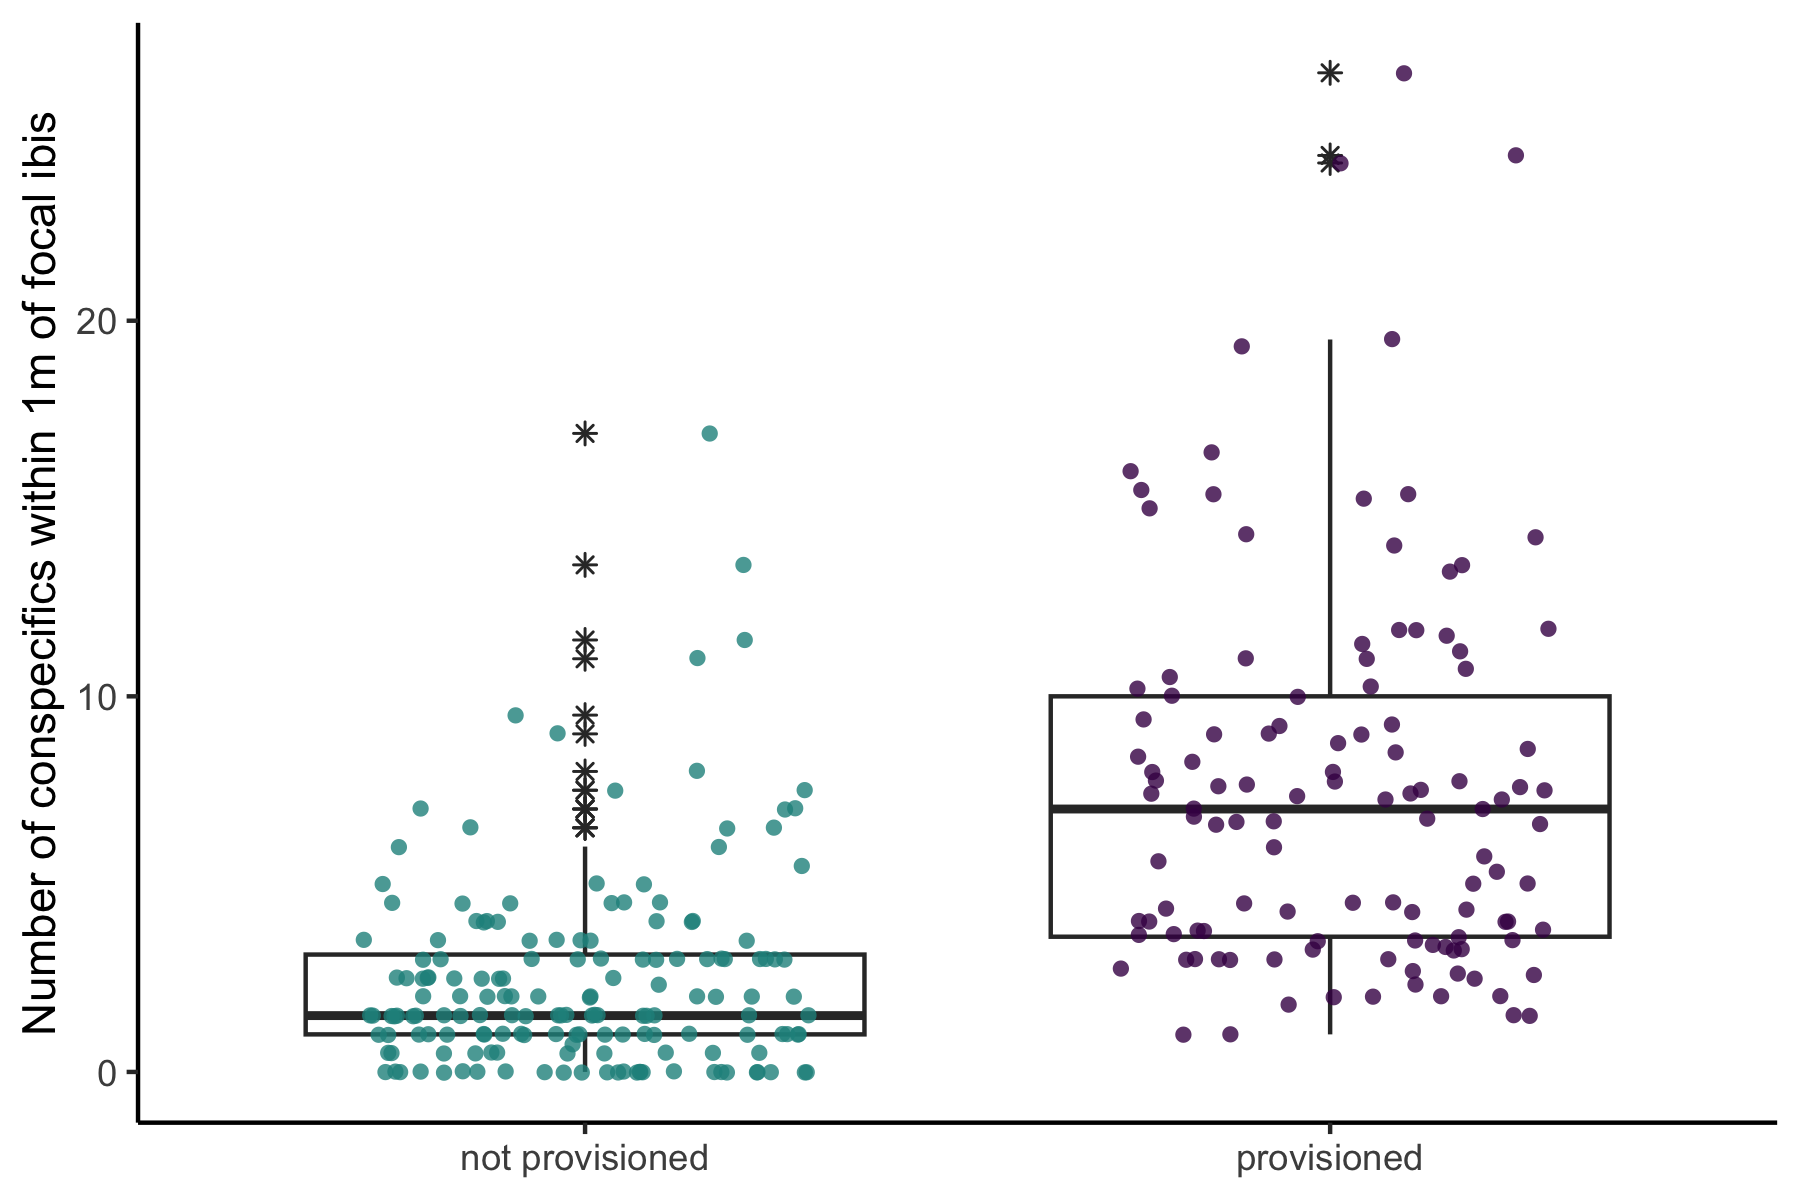 Number of conspecifics within 1m of focal ibis
20
10
0
not provisioned
provisioned